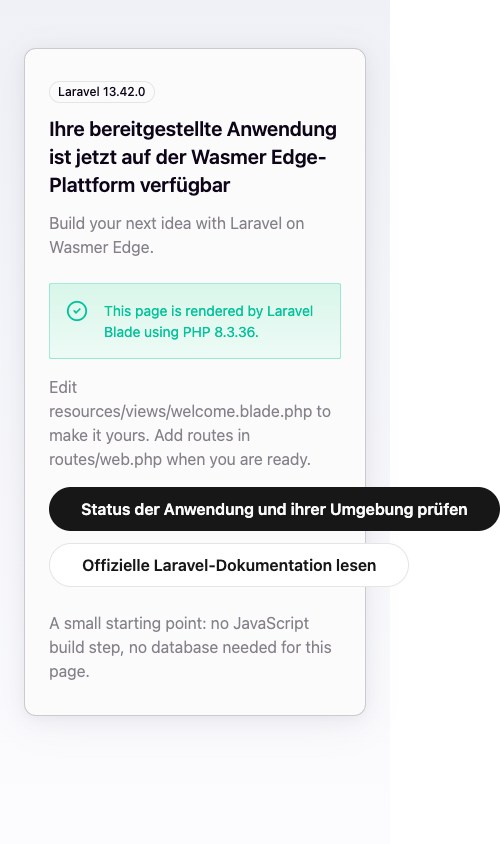 Laravel 13.42.0
Ihre bereitgestellte Anwendung
ist jetzt auf der Wasmer Edge-
Plattform verfügbar
Build your next idea with Laravel on
Wasmer Edge.
This page is rendered by Laravel
Blade using PHP 8.3.36.
Edit
resources/views/welcome.blade.php to
make it yours. Add routes in
routes/web.php when you are ready.
Status der Anwendung und ihrer Umgebung prüfen
Offizielle Laravel-Dokumentation lesen
A small starting point: no JavaScript
build step, no database needed for this
page.